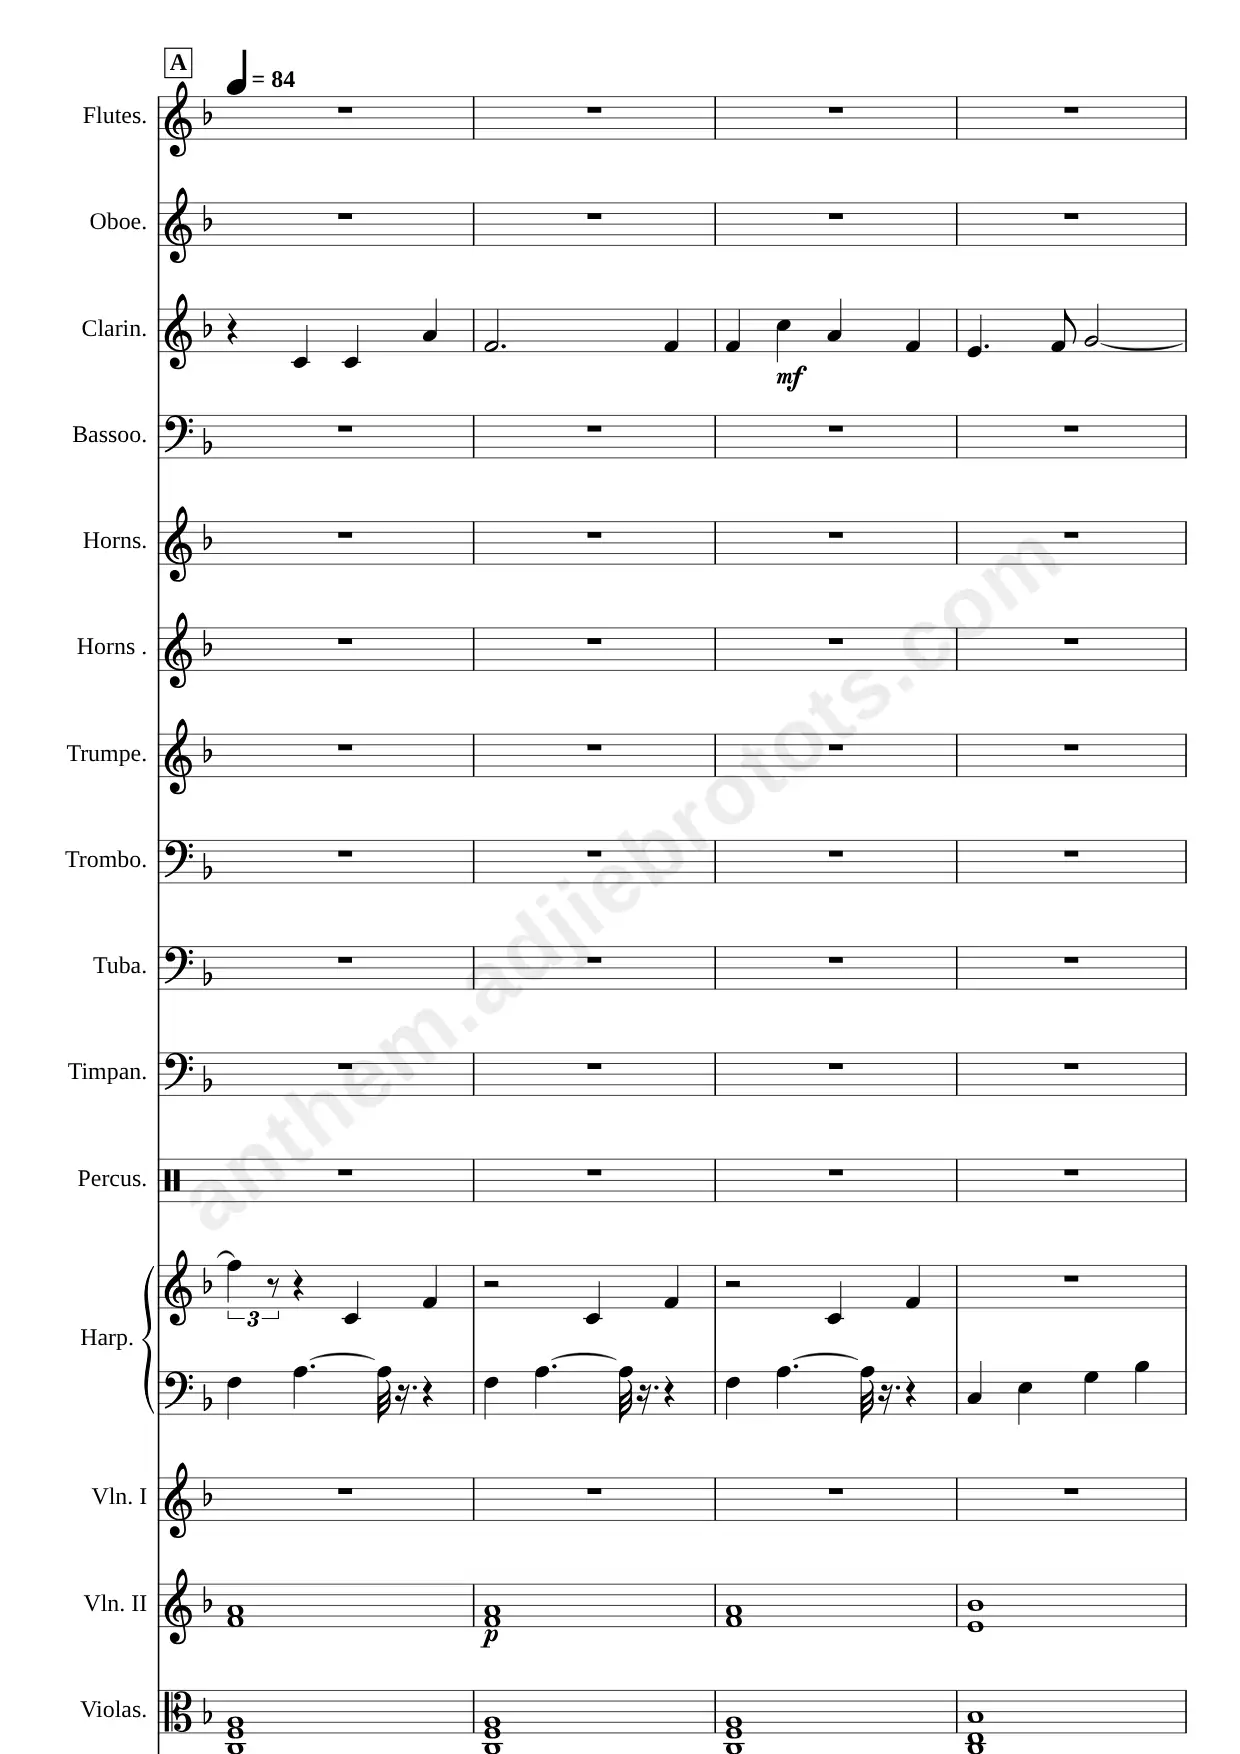 A
= 84
Flutes.
Oboe.
Clarin.
mf
Bassoo.
Horns.
Horns .
Trumpe.
Trombo.
Tuba.
Timpan.
Percus.
3
Harp.
Vln. I
Vln. II
p
Violas.
anthem.adjiebrotots.com